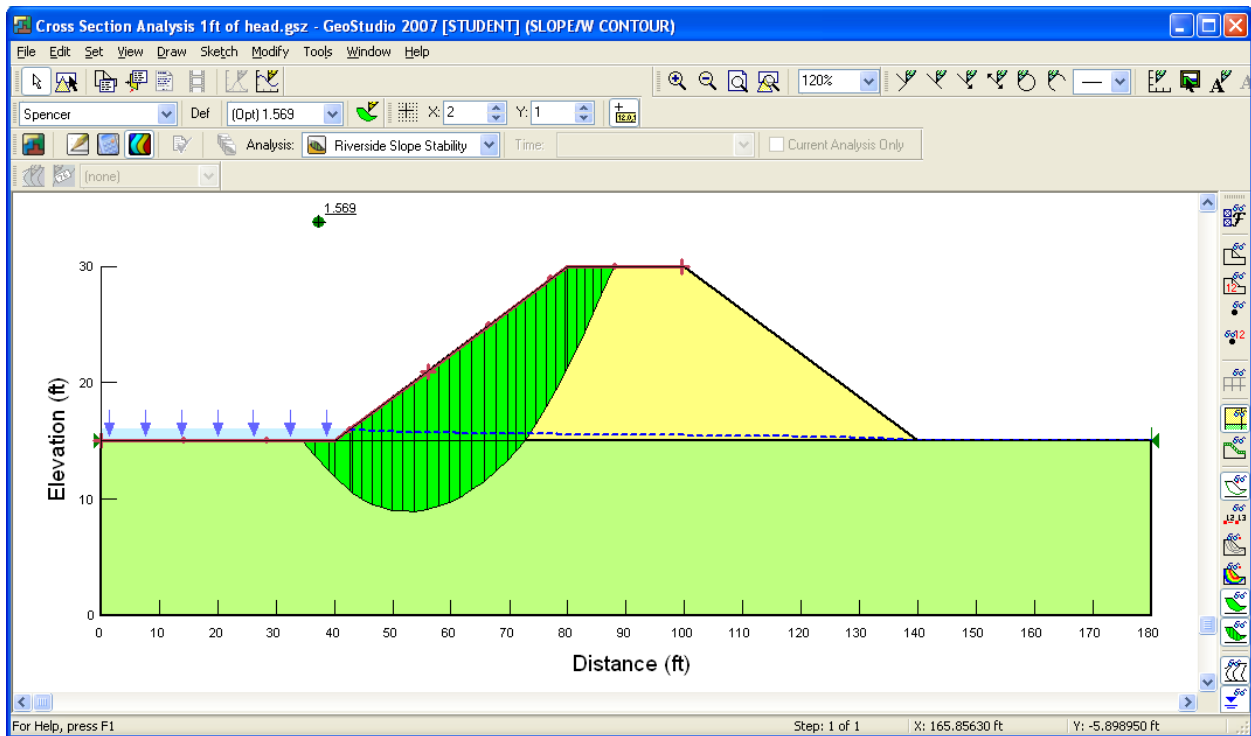 Cross Section Analysis 1ft of head.gsz - GeoStudio 2007 [STUDENT] (SLOPE/W CONTOUR)
File Edit Set View Draw Sketch Modify Tools Window Help
120%
Spencer Def (Opt) 1.569 X: 2 Y: 1
Analysis: Riverside Slope Stability Time: Current Analysis Only
(none)
1.569
30
20
10
0
Elevation (ft)
0 10 20 30 40 50 60 70 80 90 100 110 120 130 140 150 160 170 180
Distance (ft)
For Help, press F1 Step: 1 of 1 X: 165.85630 ft Y: -5.898950 ft